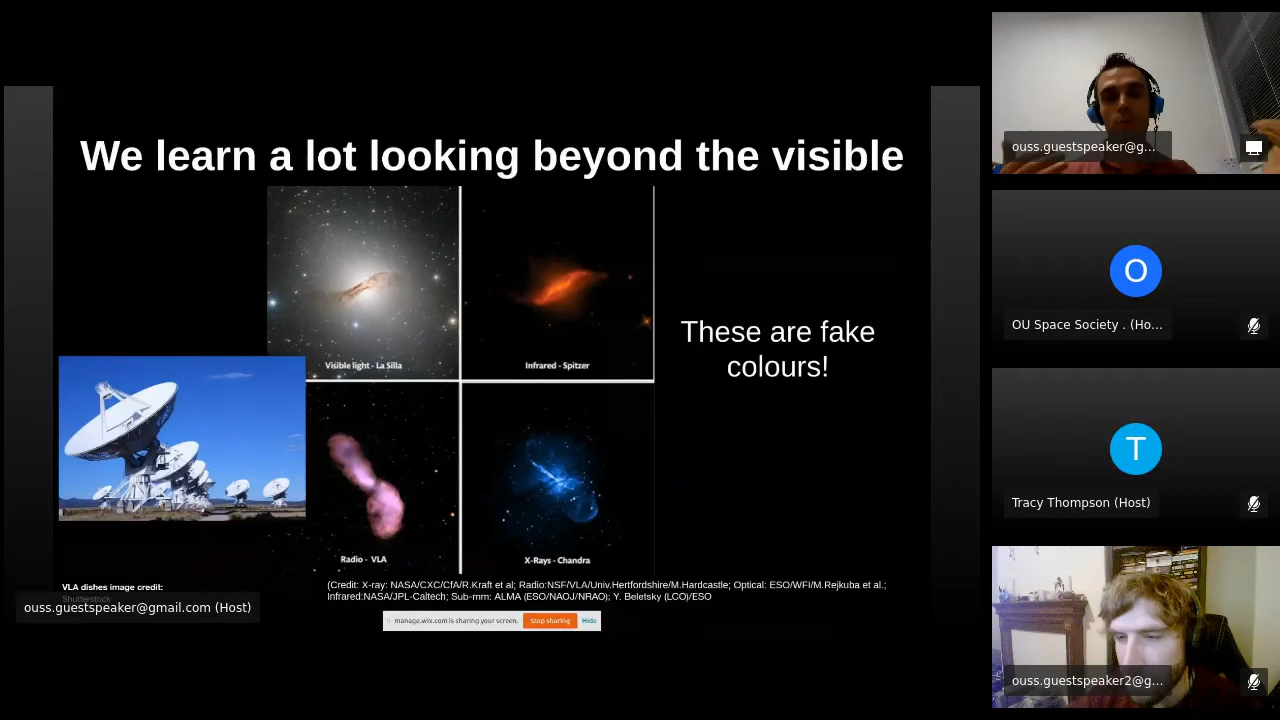 We learn a lot looking beyond the visible
Visible light - La Silla
Infrared - Spitzer
These are fake
colours!
Radio - VLA
X-Rays - Chandra
VLA dishes image credit:
Shutterstock
(Credit: X-ray: NASA/CXC/CfA/R.Kraft et al; Radio:NSF/VLA/Univ.Hertfordshire/M.Hardcastle; Optical: ESO/WFI/M.Rejkuba et al.;
Infrared:NASA/JPL-Caltech; Sub-mm: ALMA (ESO/NAOJ/NRAO); Y. Beletsky (LCO)/ESO
ouss.guestspeaker@gmail.com (Host)
manage.wix.com is sharing your screen.
Stop sharing
Hide
ouss.guestspeaker@g...
O
OU Space Society . (Ho...
T
Tracy Thompson (Host)
ouss.guestspeaker2@g...